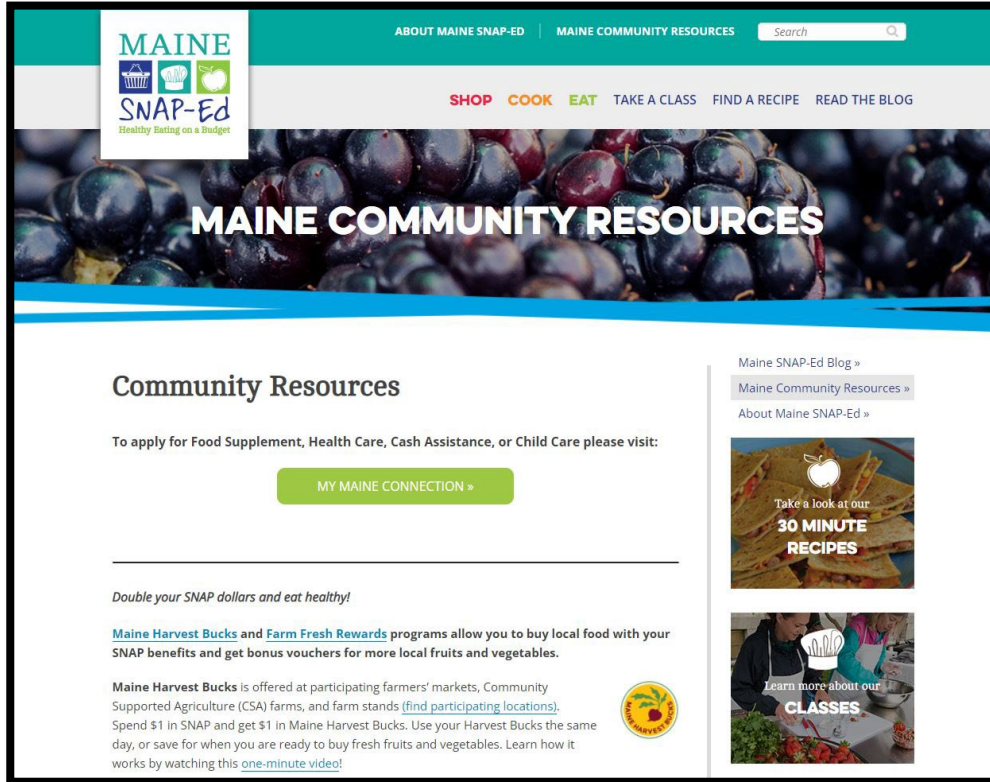 ABOUT MAINE SNAP-ED MAINE COMMUNITY RESOURCES Search
MAINE
SNAP-Ed
Healthy Eating on a Budget
SHOP COOK EAT TAKE A CLASS FIND A RECIPE READ THE BLOG
MAINE COMMUNITY RESOURCES
Community Resources
To apply for Food Supplement, Health Care, Cash Assistance, or Child Care please visit:
MY MAINE CONNECTION »
Double your SNAP dollars and eat healthy!
Maine Harvest Bucks and Farm Fresh Rewards programs allow you to buy local food with your
SNAP benefits and get bonus vouchers for more local fruits and vegetables.
Maine Harvest Bucks is offered at participating farmers' markets, Community
Supported Agriculture (CSA) farms, and farm stands (find participating locations).
Spend $1 in SNAP and get $1 in Maine Harvest Bucks. Use your Harvest Bucks the same
day, or save for when you are ready to buy fresh fruits and vegetables. Learn how it
works by watching this one-minute video!
MAINE HARVEST BUCKS
Maine SNAP-Ed Blog »
Maine Community Resources »
About Maine SNAP-Ed »
Take a look at our
30 MINUTE
RECIPES
Learn more about our
CLASSES